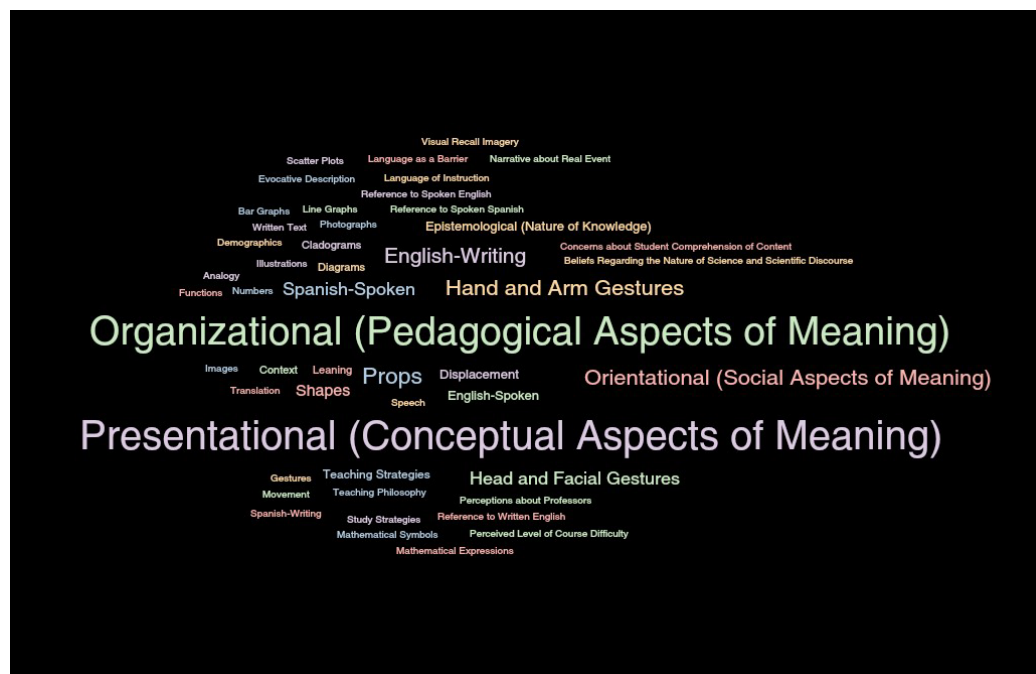 Visual Recall Imagery
Scatter Plots
Language as a Barrier
Narrative about Real Event
Evocative Description
Language of Instruction
Reference to Spoken English
Bar Graphs
Line Graphs
Reference to Spoken Spanish
Written Text
Photographs
Epistemological (Nature of Knowledge)
Demographics
Cladograms
English-Writing
Concerns about Student Comprehension of Content
Illustrations
Diagrams
Beliefs Regarding the Nature of Science and Scientific Discourse
Analogy
Functions
Numbers
Spanish-Spoken
Hand and Arm Gestures
Organizational (Pedagogical Aspects of Meaning)
Images
Context
Leaning
Props
Displacement
Orientational (Social Aspects of Meaning)
Translation
Shapes
Speech
English-Spoken
Presentational (Conceptual Aspects of Meaning)
Gestures
Teaching Strategies
Head and Facial Gestures
Movement
Teaching Philosophy
Perceptions about Professors
Spanish-Writing
Study Strategies
Reference to Written English
Mathematical Symbols
Perceived Level of Course Difficulty
Mathematical Expressions